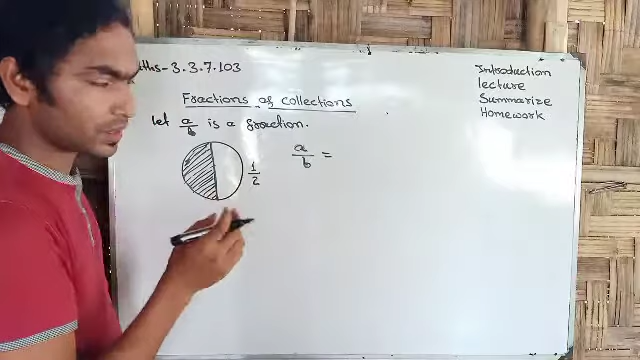 ths-3.3.7.103
Fractions of collections
let a/b is a fraction.
1/2
a/b =
Introduction
lecture
Summarize
Homework